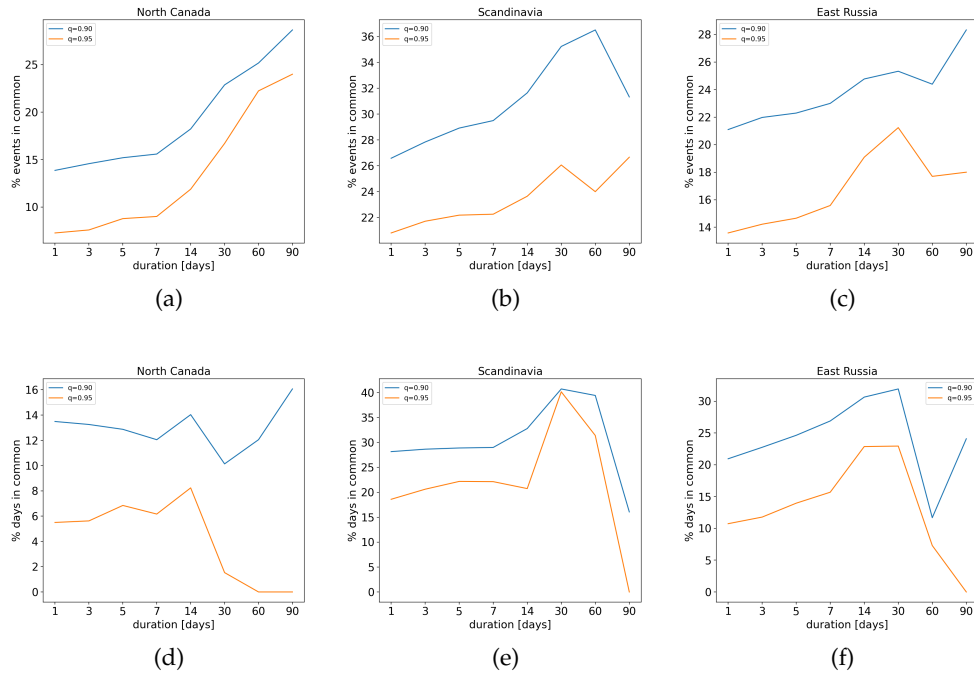 North Canada
q=0.90
q=0.95
% events in common
25
20
15
10
1 3 5 7 14 30 60 90
duration [days]
(a)
Scandinavia
q=0.90
q=0.95
% events in common
36
34
32
30
28
26
24
22
1 3 5 7 14 30 60 90
duration [days]
(b)
East Russia
q=0.90
q=0.95
% events in common
28
26
24
22
20
18
16
14
1 3 5 7 14 30 60 90
duration [days]
(c)
North Canada
q=0.90
q=0.95
% days in common
16
14
12
10
8
6
4
2
0
1 3 5 7 14 30 60 90
duration [days]
(d)
Scandinavia
q=0.90
q=0.95
% days in common
40
35
30
25
20
15
10
5
0
1 3 5 7 14 30 60 90
duration [days]
(e)
East Russia
q=0.90
q=0.95
% days in common
30
25
20
15
10
5
0
1 3 5 7 14 30 60 90
duration [days]
(f)